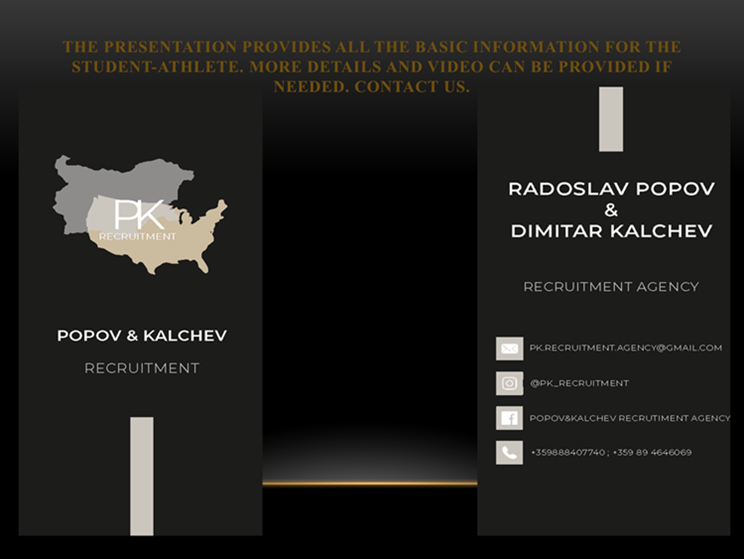 THE PRESENTATION PROVIDES ALL THE BASIC INFORMATION FOR THE
STUDENT-ATHLETE. MORE DETAILS AND VIDEO CAN BE PROVIDED IF
NEEDED. CONTACT US.
PK
RECRUITMENT
POPOV & KALCHEV
RECRUITMENT
RADOSLAV POPOV
&
DIMITAR KALCHEV
RECRUITMENT AGENCY
PK.RECRUITMENT.AGENCY@GMAIL.COM
@PK_RECRUITMENT
POPOV&KALCHEV RECRUTIMENT AGENCY
+359888407740 ; +359 89 4646069